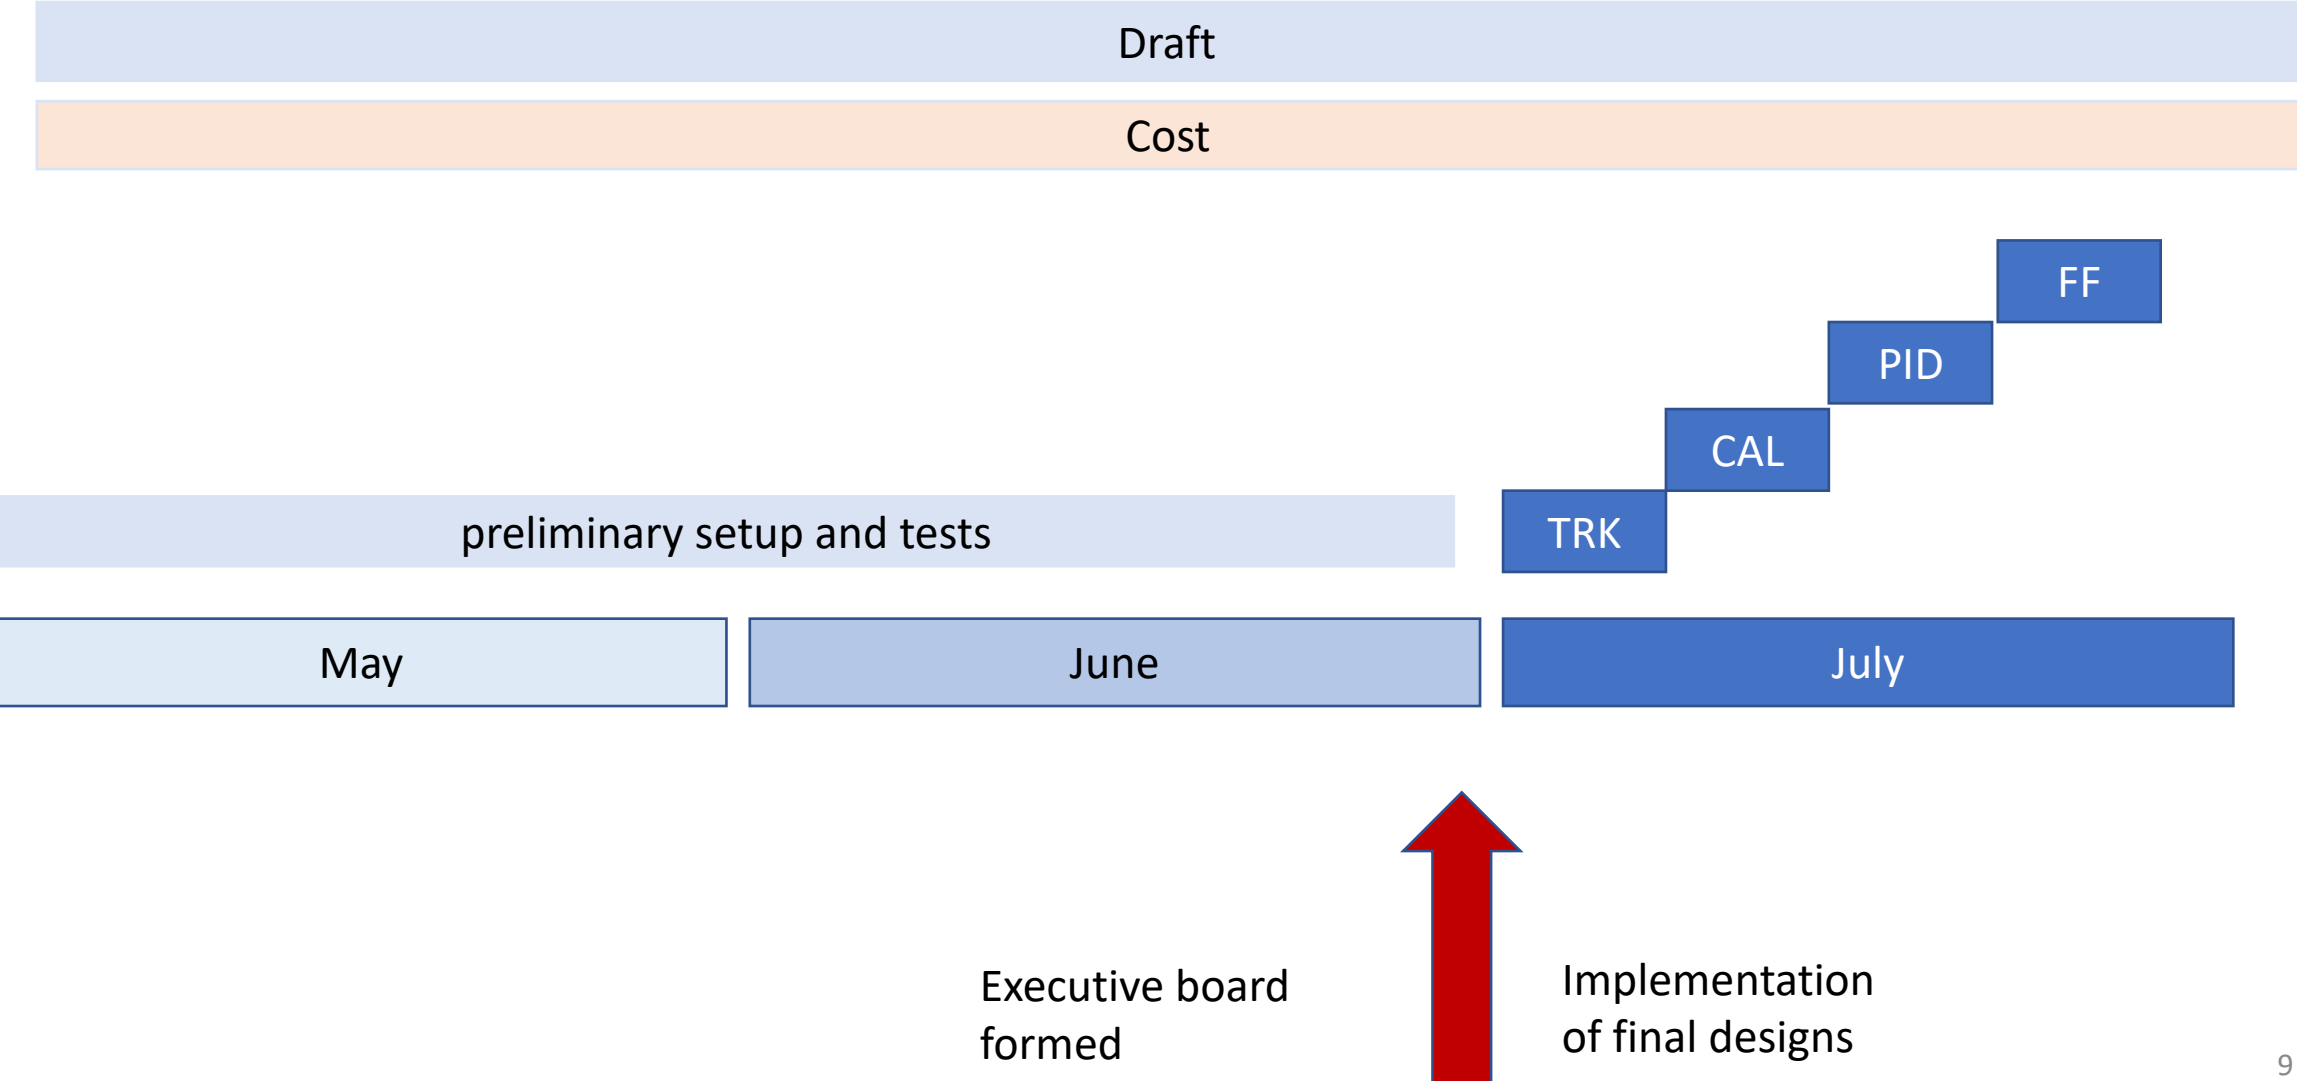 Draft
Cost
FF
PID
CAL
TRK
preliminary setup and tests
May
June
July
Executive board
formed
Implementation
of final designs
9